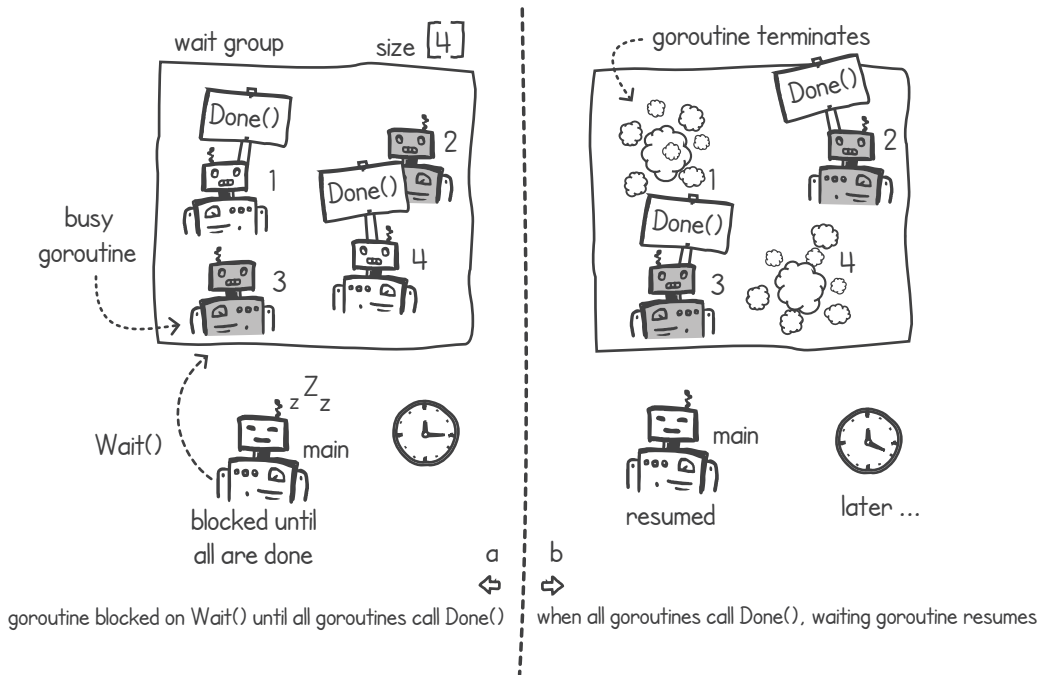 wait group
size [4]
Done()
1
2
Done()
4
busy
goroutine
3
Wait()
z Z z
main
blocked until
all are done
a
goroutine blocked on Wait() until all goroutines call Done()
goroutine terminates
Done()
2
1
Done()
3
4
main
resumed
later ...
b
when all goroutines call Done(), waiting goroutine resumes